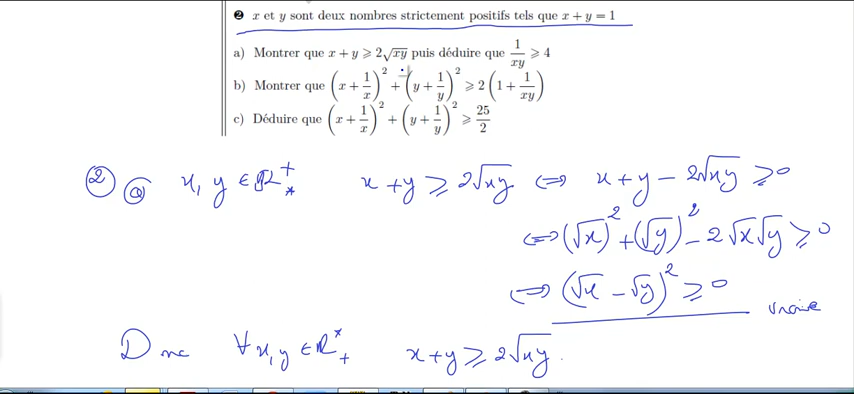 ❷ x et y sont deux nombres strictement positifs tels que x + y = 1
a) Montrer que x + y ⩾ 2√xy puis déduire que 1/xy ⩾ 4
b) Montrer que (x + 1/x)² + (y + 1/y)² ⩾ 2(1 + 1/xy)
c) Déduire que (x + 1/x)² + (y + 1/y)² ⩾ 25/2
② ⓐ x, y ∈ ℝ⁺* x + y ⩾ 2√xy ⟺ x + y − 2√xy ⩾ 0
⟺ (√x)² + (√y)² − 2√x√y ⩾ 0
⟺ (√x − √y)² ⩾ 0 vraie
Donc ∀x, y ∈ ℝ*₊ x + y ⩾ 2√xy.